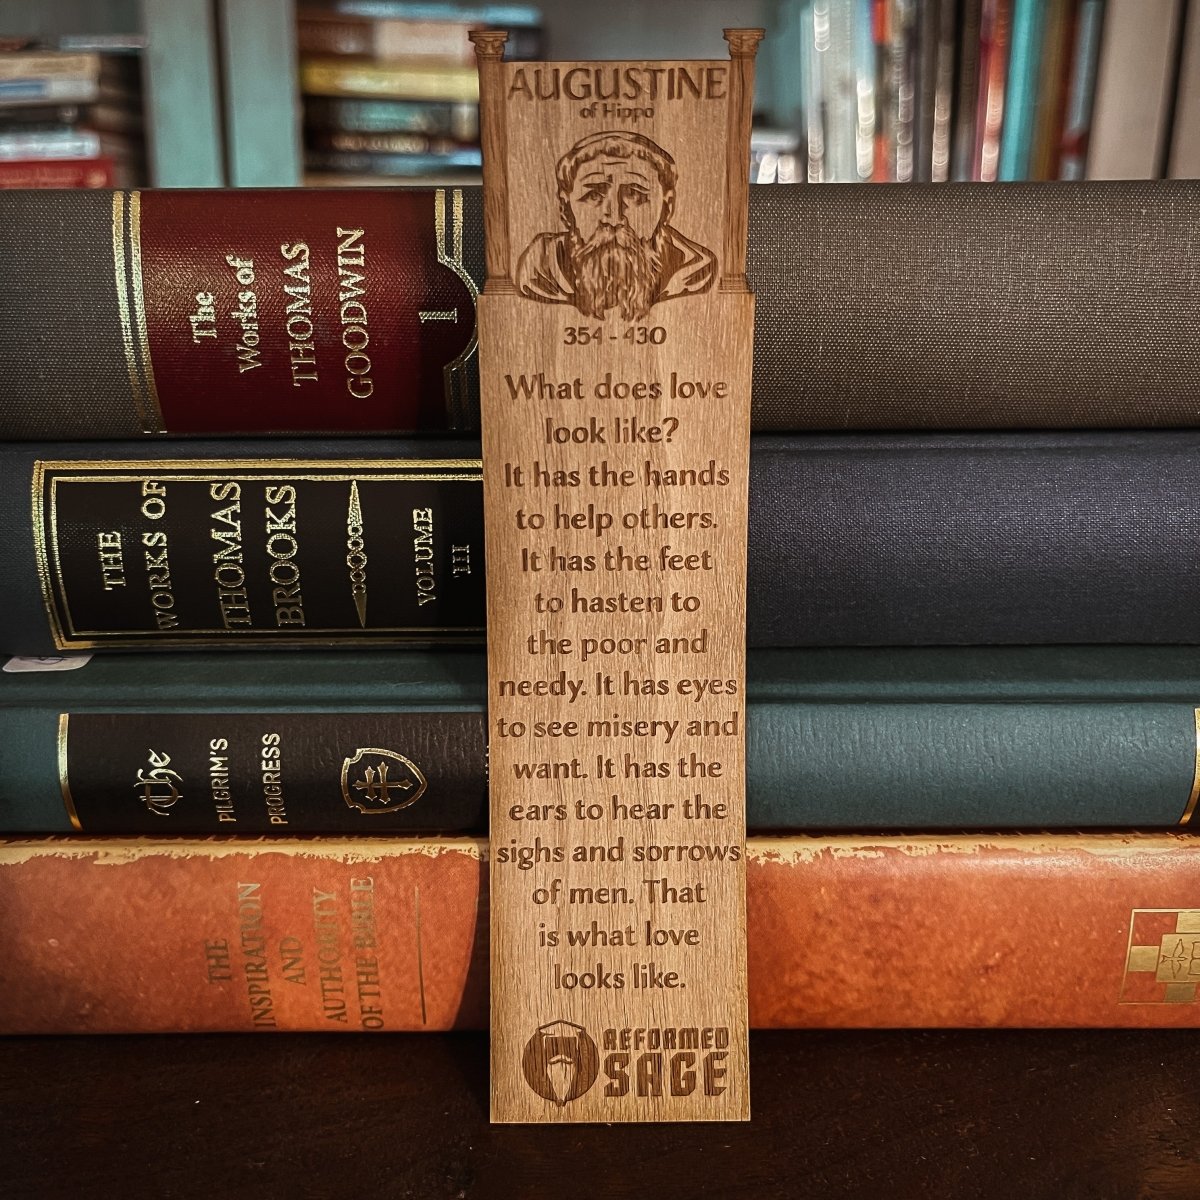 AUGUSTINE
of Hippo
354 - 430
What does love
look like?
It has the hands
to help others.
It has the feet
to hasten to
the poor and
needy. It has eyes
to see misery and
want. It has the
ears to hear the
sighs and sorrows
of men. That
is what love
looks like.
REFORMED
SAGE
The
Works of
THOMAS
GOODWIN
1
THE
WORKS OF
THOMAS
BROOKS
VOLUME
III
The
PILGRIM'S
PROGRESS
THE
INSPIRATION
AND
AUTHORITY
OF THE BIBLE